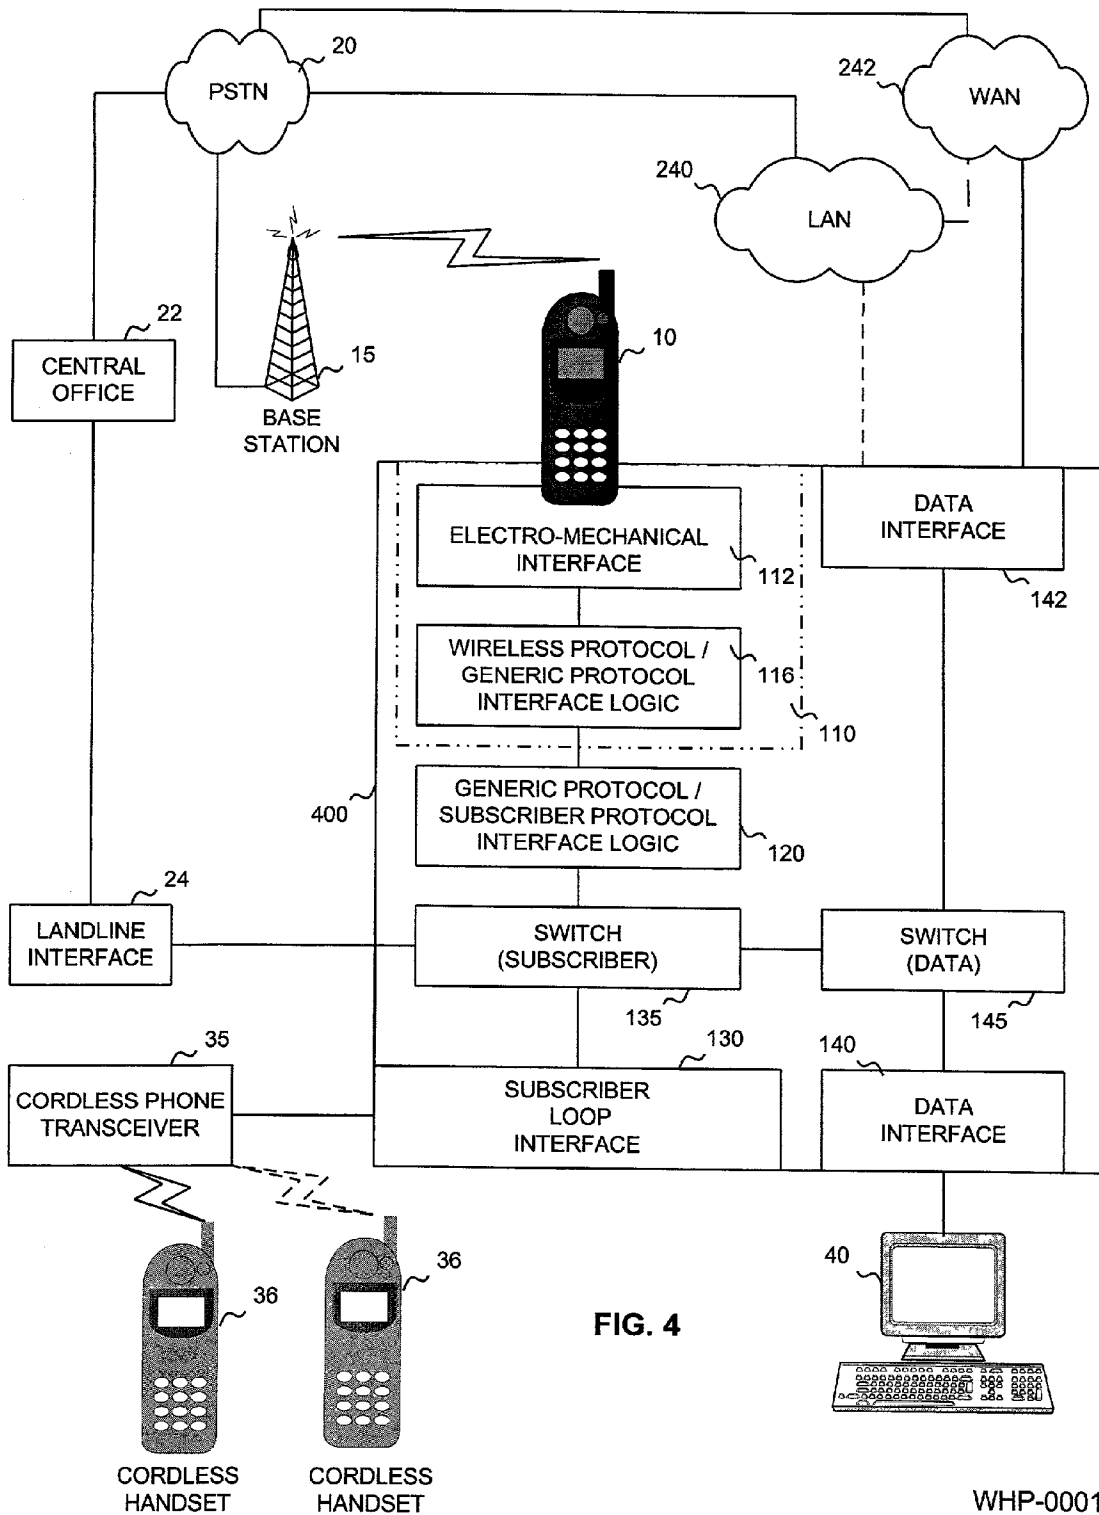 20
PSTN
242
WAN
240
LAN
22
CENTRAL
OFFICE
15
BASE
STATION
10
ELECTRO-MECHANICAL
INTERFACE
112
DATA
INTERFACE
142
WIRELESS PROTOCOL /
GENERIC PROTOCOL
INTERFACE LOGIC
116
110
400
GENERIC PROTOCOL /
SUBSCRIBER PROTOCOL
INTERFACE LOGIC
120
24
LANDLINE
INTERFACE
SWITCH
(SUBSCRIBER)
135
SWITCH
(DATA)
145
35
CORDLESS PHONE
TRANSCEIVER
130
SUBSCRIBER
LOOP
INTERFACE
140
DATA
INTERFACE
36
36
40
FIG. 4
CORDLESS
HANDSET
CORDLESS
HANDSET
WHP-0001